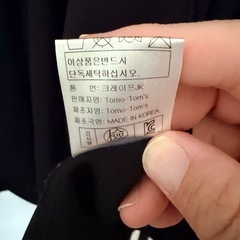 이상품은반드시
단독세탁하십시오.
품 번: 크레이프JK
판매자명: Tomo-Tom's
제조자명: Tomo-Tom's
제조국명: MADE IN KOREA